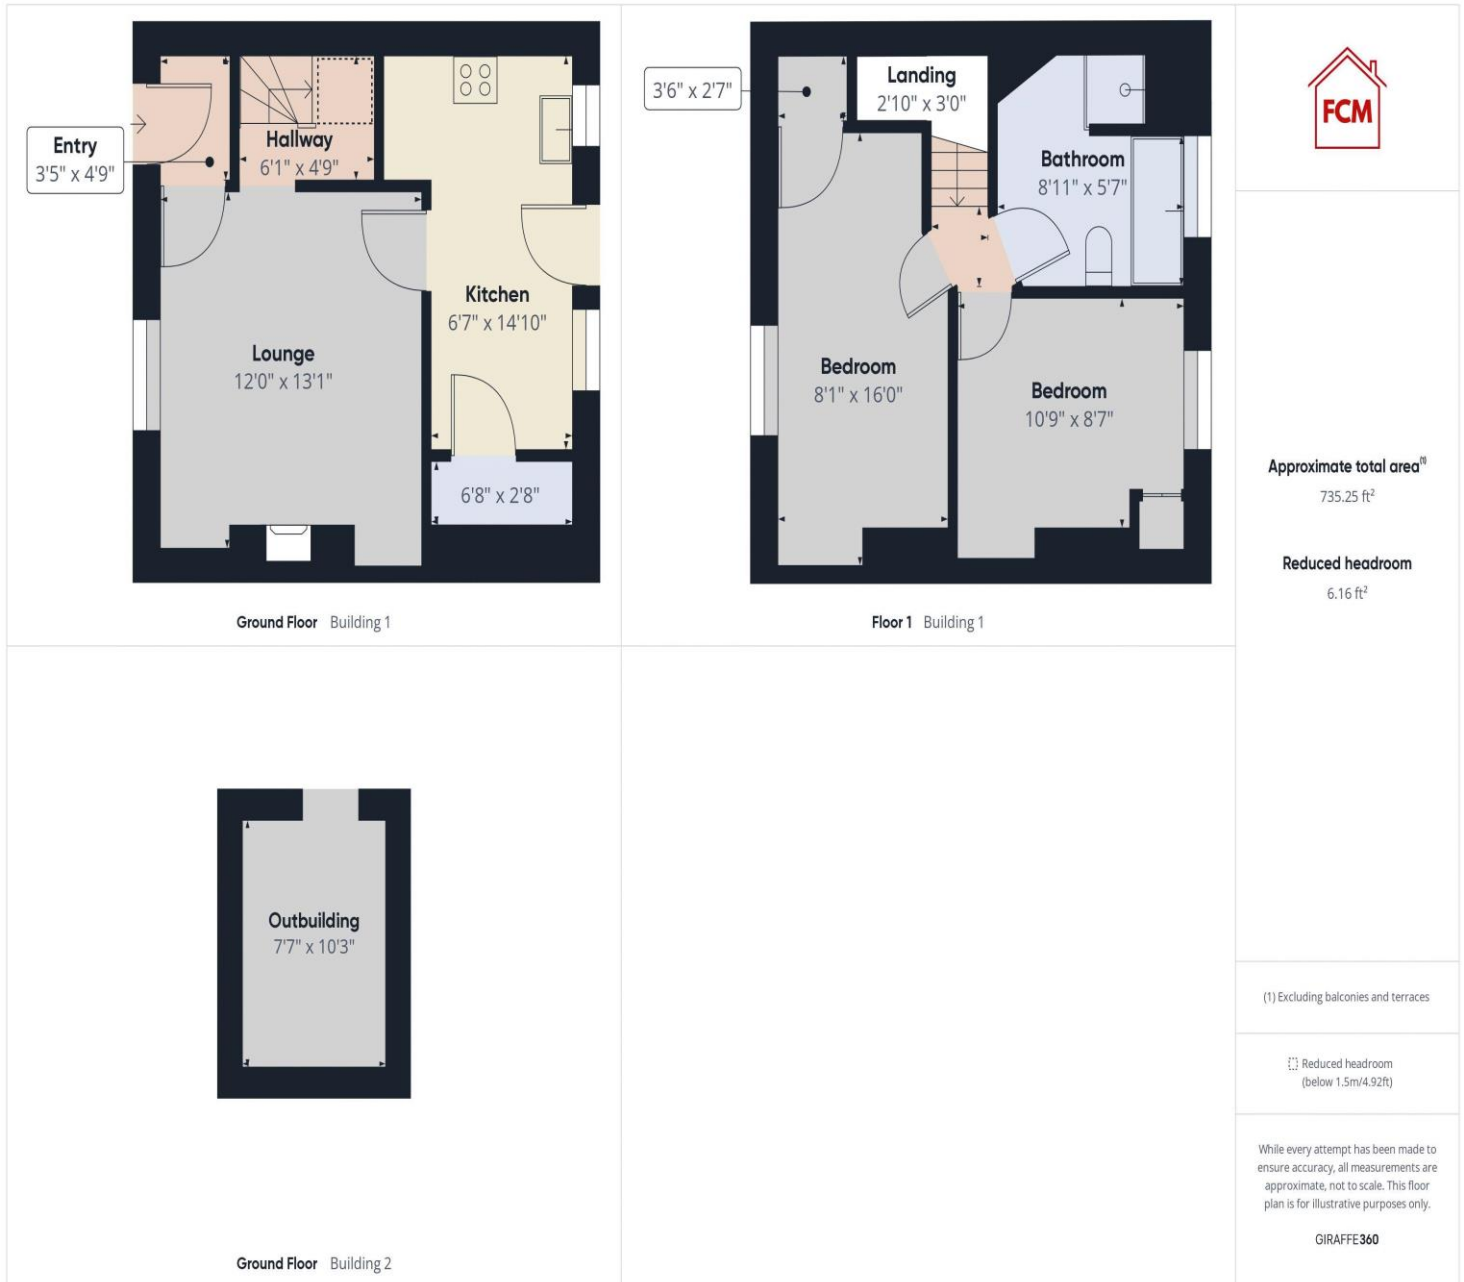 Entry
3'5" x 4'9"
Hallway
6'1" x 4'9"
Kitchen
6'7" x 14'10"
Lounge
12'0" x 13'1"
6'8" x 2'8"
Ground Floor Building 1
3'6" x 2'7"
Landing
2'10" x 3'0"
Bathroom
8'11" x 5'7"
Bedroom
8'1" x 16'0"
Bedroom
10'9" x 8'7"
Floor 1 Building 1
Outbuilding
7'7" x 10'3"
Ground Floor Building 2
FCM
Approximate total area⁽¹⁾
735.25 ft²
Reduced headroom
6.16 ft²
(1) Excluding balconies and terraces
Reduced headroom
(below 1.5m/4.92ft)
While every attempt has been made to
ensure accuracy, all measurements are
approximate, not to scale. This floor
plan is for illustrative purposes only.
GIRAFFE360